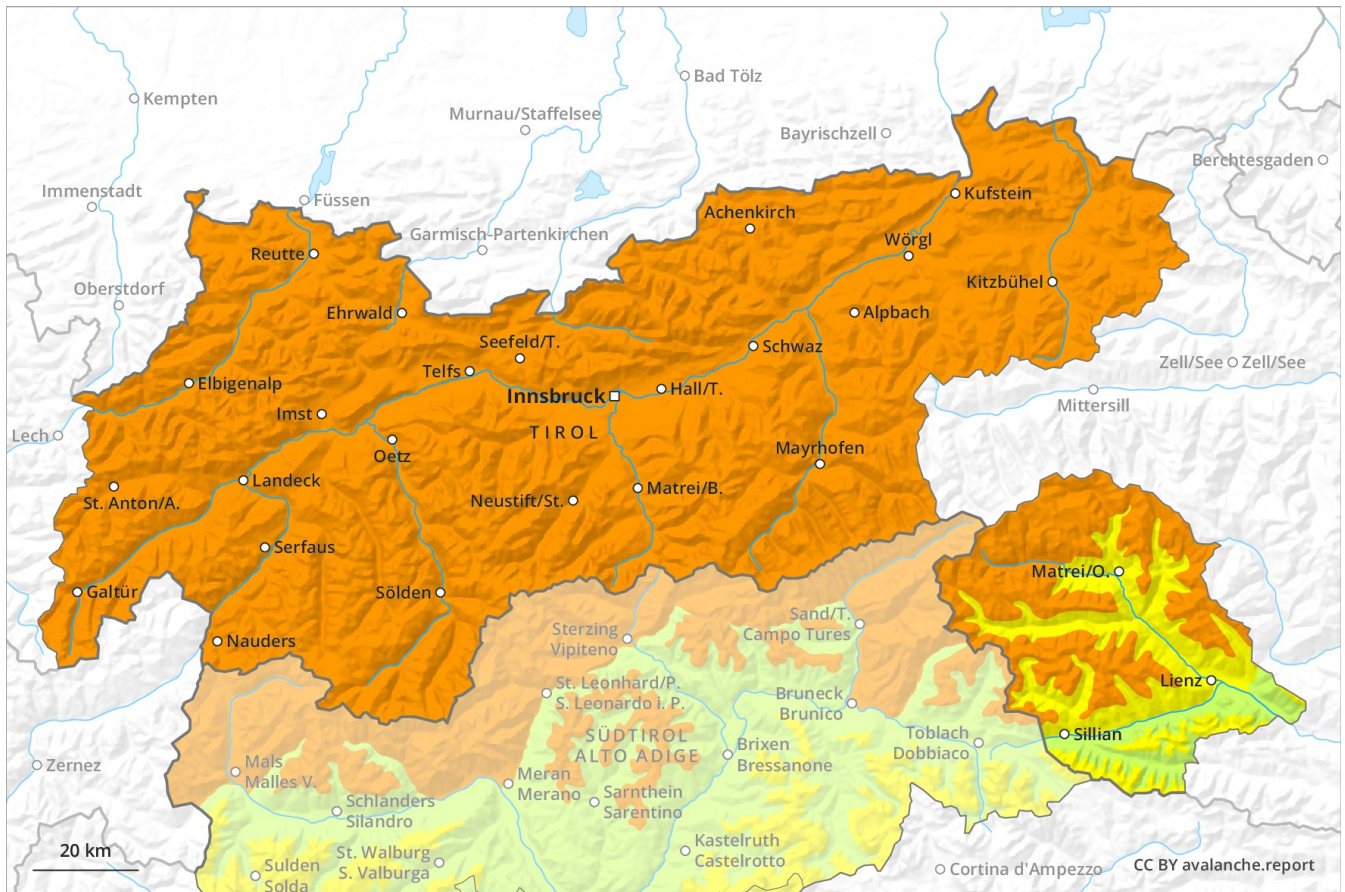 Bad Tölz
Kempten
Murnau/Staffelsee
Bayrischzell
Berchtesgaden
Immenstadt
Füssen
Kufstein
Achenkirch
Garmisch-Partenkirchen
Wörgl
Reutte
Oberstdorf
Kitzbühel
Ehrwald
Alpbach
Seefeld/T.
Schwaz
Zell/See
Zell/See
Telfs
Elbigenalp
Hall/T.
Innsbruck
Mittersill
Imst
TIROL
Lech
Oetz
Mayrhofen
Landeck
Matrei/B.
St. Anton/A.
Neustift/St.
Serfaus
Matrei/O.
Galtür
Sölden
Sand/T.
Campo Tures
Sterzing
Vipiteno
Nauders
Lienz
St. Leonhard/P.
S. Leonardo i. P.
Bruneck
Brunico
SÜDTIROL
ALTO ADIGE
Toblach
Dobbiaco
Sillian
Brixen
Bressanone
Zernez
Mals
Malles V.
Meran
Merano
Sarnthein
Sarentino
Schlanders
Silandro
Kastelruth
Castelrotto
20 km
St. Walburg
S. Valburga
Sulden
Solda
Cortina d'Ampezzo
CC BY avalanche.report